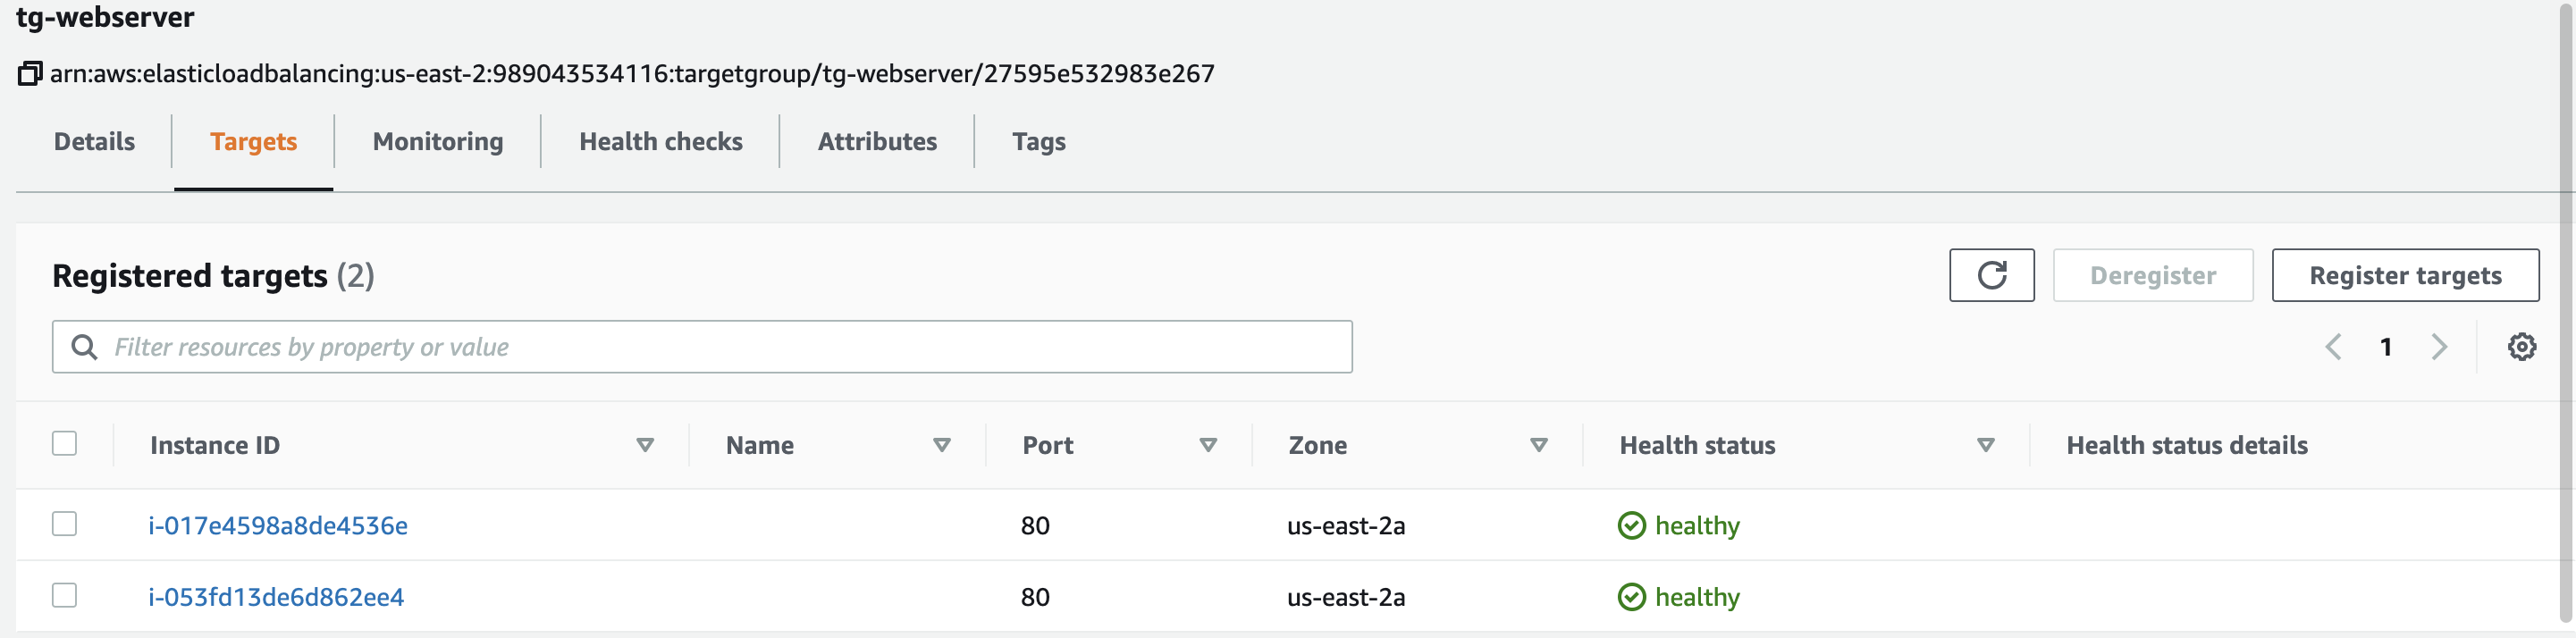 tg-webserver
arn:aws:elasticloadbalancing:us-east-2:989043534116:targetgroup/tg-webserver/27595e532983e267
Details Targets Monitoring Health checks Attributes Tags
Registered targets (2) Deregister Register targets
Filter resources by property or value 1
Instance ID Name Port Zone Health status Health status details
i-017e4598a8de4536e 80 us-east-2a healthy
i-053fd13de6d862ee4 80 us-east-2a healthy